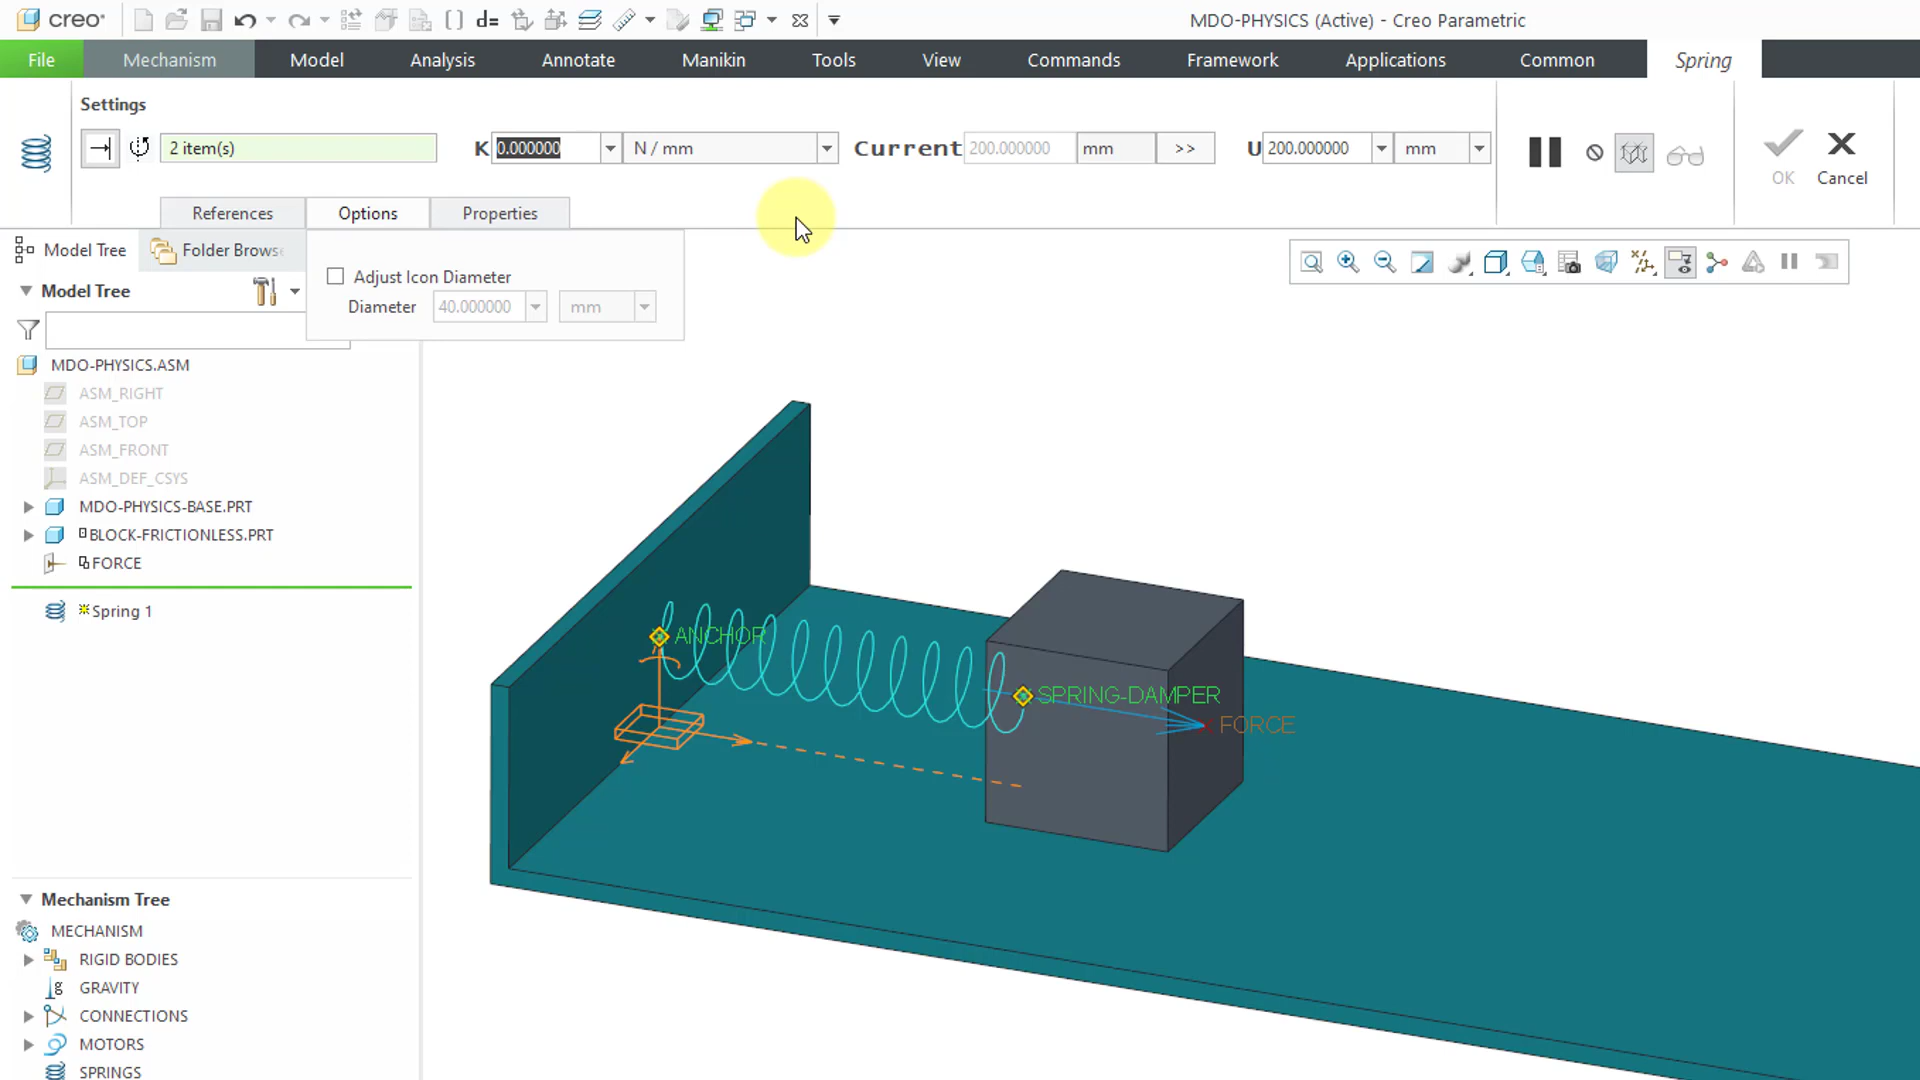 creo° d= MDO-PHYSICS (Active) - Creo Parametric
File Mechanism Model Analysis Annotate Manikin Tools View Commands Framework Applications Common Spring
Settings
2 item(s) K 0.000000 N / mm Current 200.000000 mm >> U 200.000000 mm
OK Cancel
References Options Properties
Model Tree Folder Browse
Adjust Icon Diameter
Model Tree
Diameter 40.000000 mm
MDO-PHYSICS.ASM
ASM_RIGHT
ASM_TOP
ASM_FRONT
ASM_DEF_CSYS
MDO-PHYSICS-BASE.PRT
BLOCK-FRICTIONLESS.PRT
FORCE
Spring 1
ANCHOR
SPRING-DAMPER
FORCE
Mechanism Tree
MECHANISM
RIGID BODIES
g GRAVITY
CONNECTIONS
MOTORS
SPRINGS